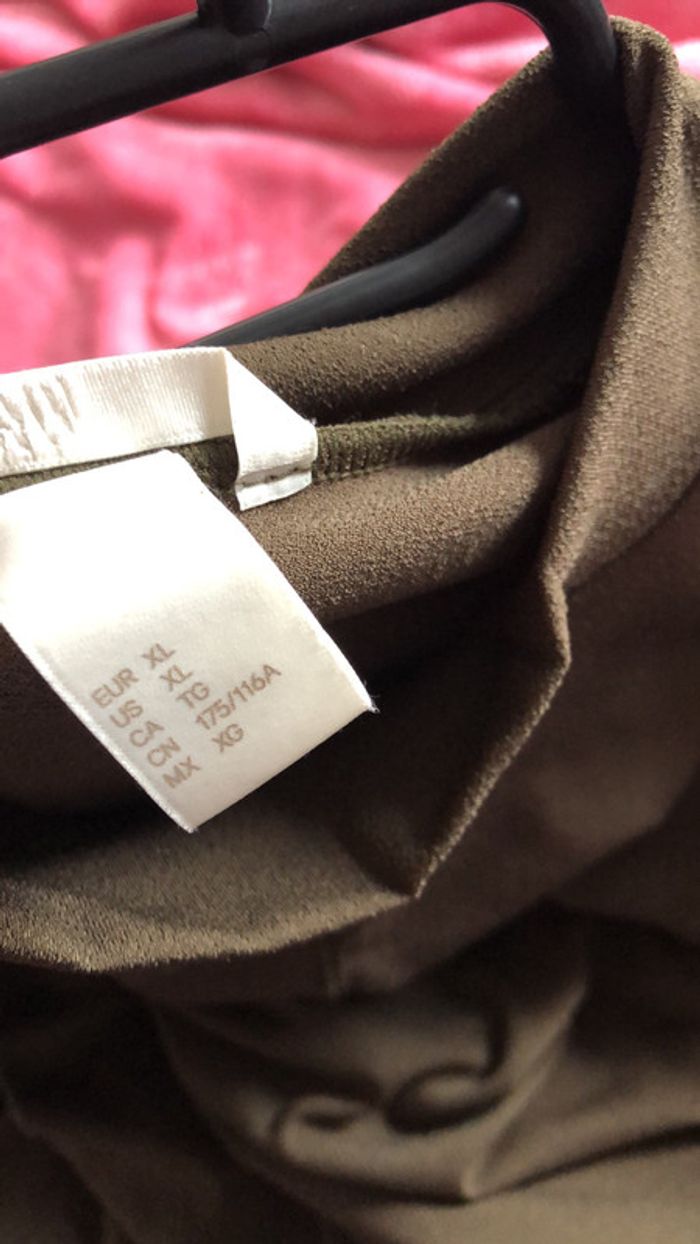 EUR XL
US XL
CA TG
CN 175/116A
MX XG